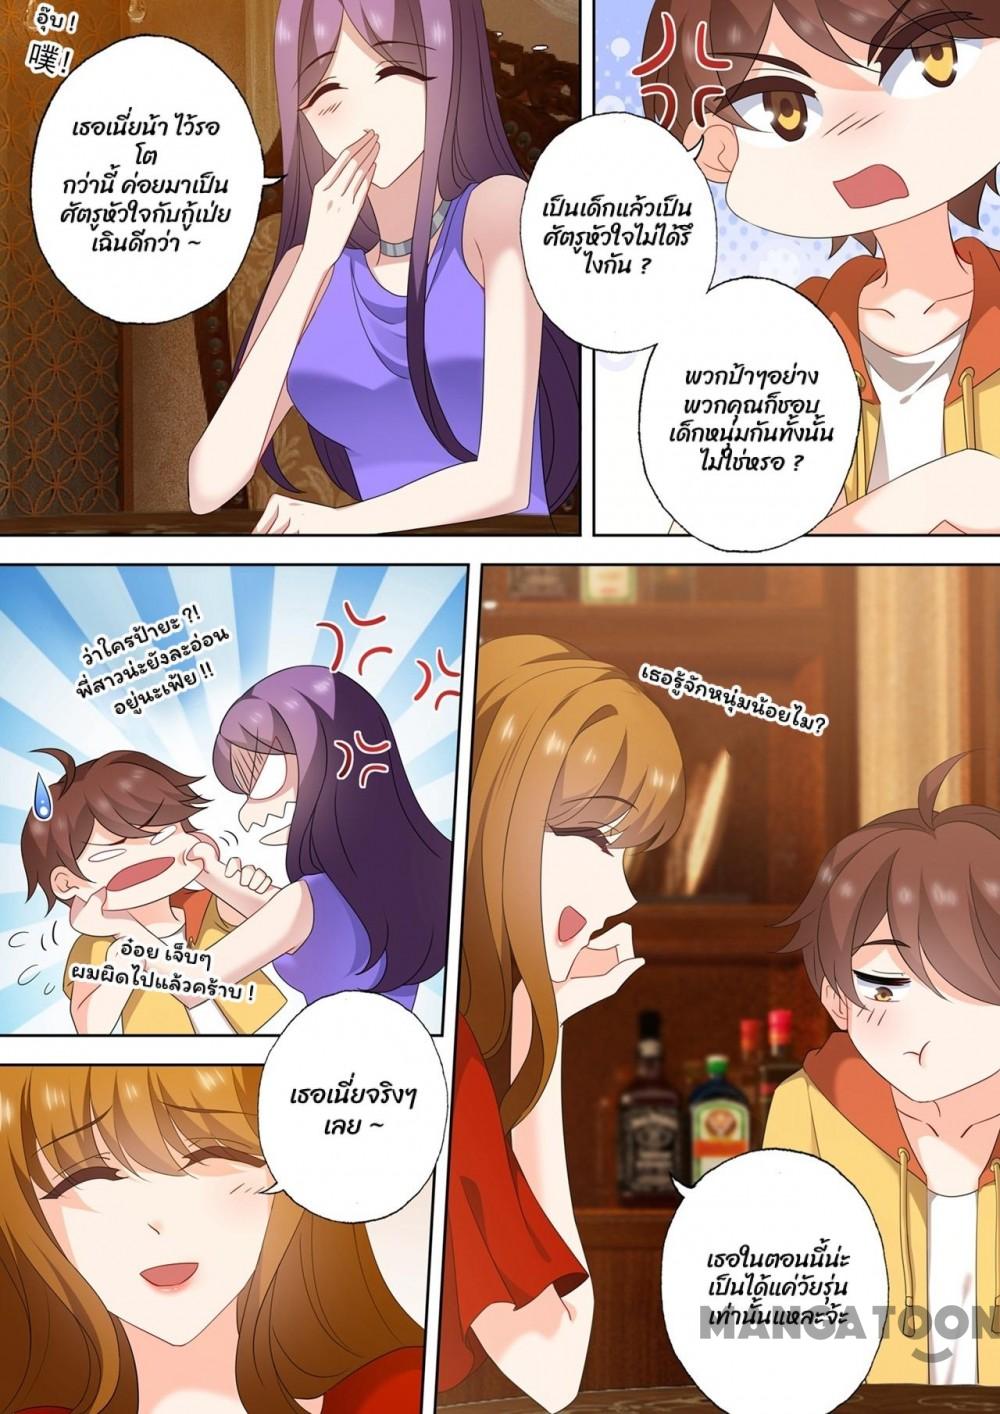 อุ๊บ !
噗!
เธอเนี่ยน้า ไว้รอ
โต
กว่านี้ ค่อยมาเป็น
ศัตรูหัวใจกับกู้เป่ย
เฉินดีกว่า ~
เป็นเด็กแล้วเป็น
ศัตรูหัวใจไม่ได้รึ
ไงกัน ?
พวกป้าๆอย่าง
พวกคุณก็ชอบ
เด็กหนุ่มกันทั้งนั้น
ไม่ใช่หรอ ?
ว่าใครป้ายะ ?!
พี่สาวน่ะยังละอ่อน
อยู่นะเฟ้ย !!
อ๋อย เจ็บๆ
ผมผิดไปแล้วคร้าบ !
เธอรู้จักหนุ่มน้อยไม?
เธอเนี่ยจริงๆ
เลย ~
เธอในตอนนี้น่ะ
เป็นได้แค่วัยรุ่น
เท่านั้นแหละจ้ะ
MANGATOON